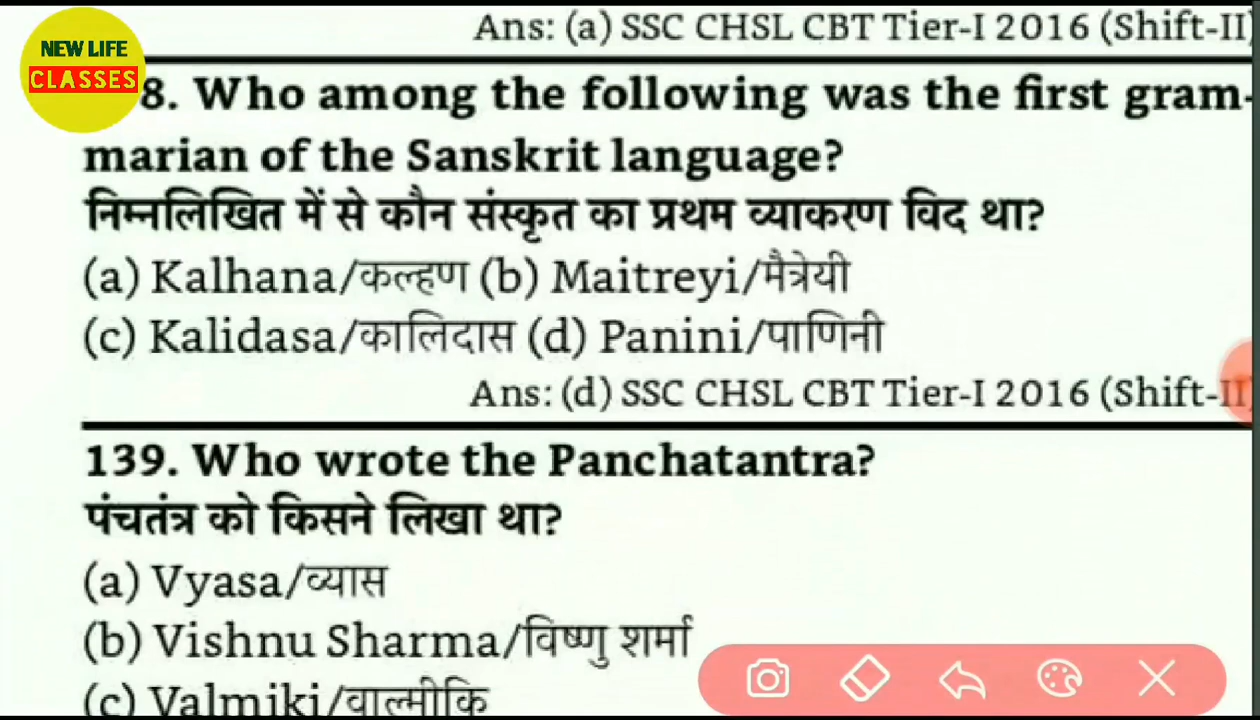 Ans: (a) SSC CHSL CBT Tier-I 2016 (Shift-II)
NEW LIFE
CLASSES
8. Who among the following was the first gram-
marian of the Sanskrit language?
निम्नलिखित में से कौन संस्कृत का प्रथम व्याकरण विद था?
(a) Kalhana/कल्हण (b) Maitreyi/मैत्रेयी
(c) Kalidasa/कालिदास (d) Panini/पाणिनी
Ans: (d) SSC CHSL CBT Tier-I 2016 (Shift-II)
139. Who wrote the Panchatantra?
पंचतंत्र को किसने लिखा था?
(a) Vyasa/व्यास
(b) Vishnu Sharma/विष्णु शर्मा
(c) Valmiki/वाल्मीकि